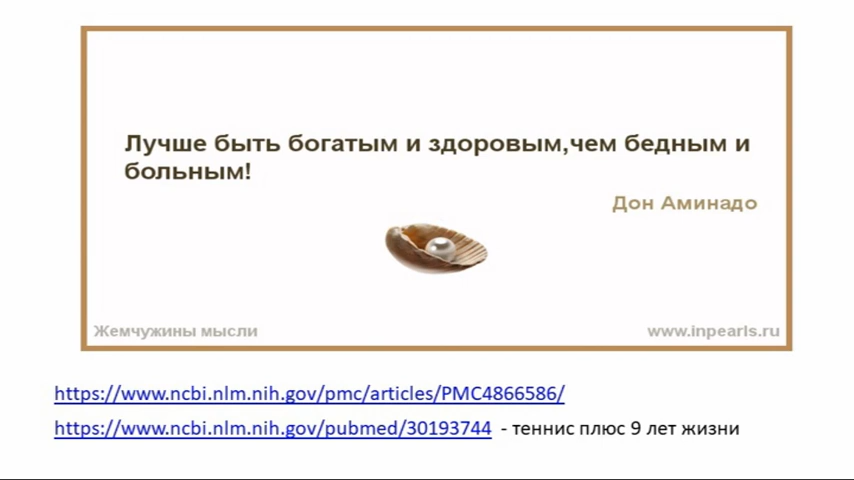 Лучше быть богатым и здоровым,чем бедным и
больным!
Дон Аминадо
Жемчужины мысли
www.inpearls.ru
https://www.ncbi.nlm.nih.gov/pmc/articles/PMC4866586/
https://www.ncbi.nlm.nih.gov/pubmed/30193744 - теннис плюс 9 лет жизни